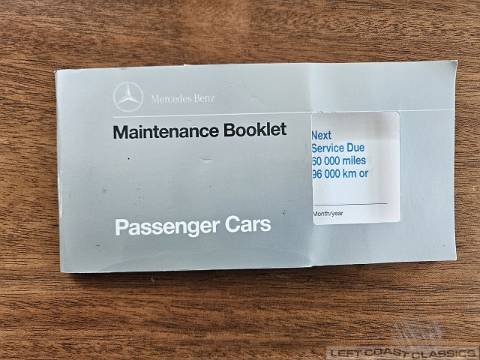 Mercedes-Benz
Maintenance Booklet
Next
Service Due
60 000 miles
96 000 km or
Month/year
Passenger Cars
LEFT COAST CLASSICS